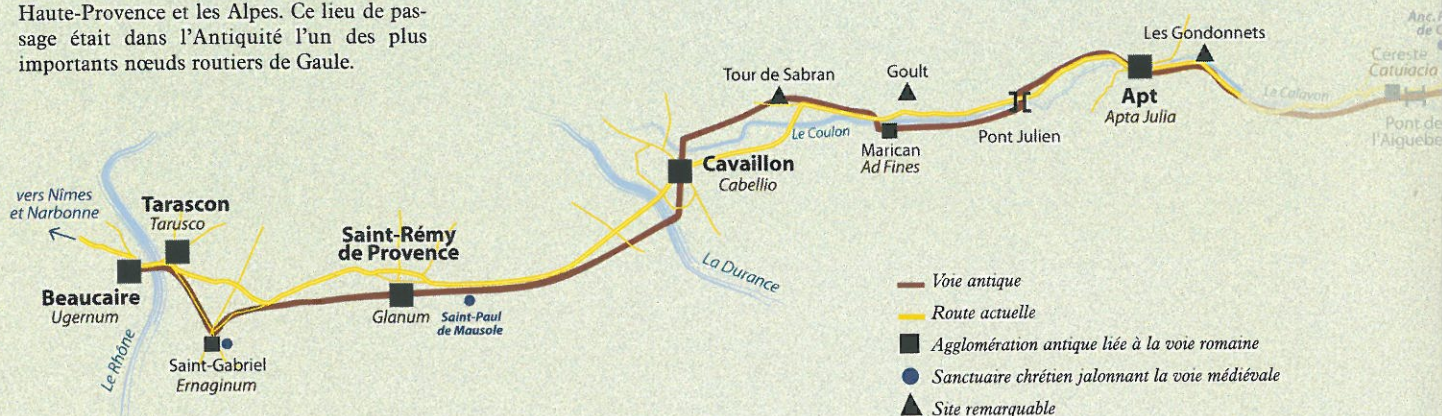 Haute-Provence et les Alpes. Ce lieu de pas-
sage était dans l'Antiquité l'un des plus
importants nœuds routiers de Gaule.
vers Nîmes
et Narbonne
Tarascon
Tarusco
Beaucaire
Ugernum
Le Rhône
Saint-Gabriel
Ernaginum
Saint-Rémy
de Provence
Glanum
Saint-Paul
de Mausole
Cavaillon
Cabellio
La Durance
Tour de Sabran
Le Coulon
Goult
Marican
Ad Fines
Pont Julien
Apt
Apta Julia
Les Gondonnets
Le Calavon
Céreste
Catuiacia
Pont de
Voie antique
Route actuelle
Agglomération antique liée à la voie romaine
Sanctuaire chrétien jalonnant la voie médiévale
Site remarquable